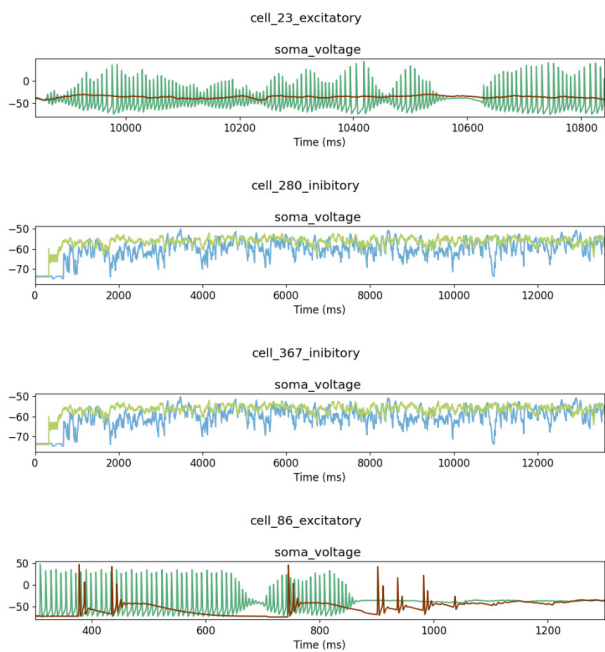 cell_23_excitatory
soma_voltage
0
−50
10000 10200 10400 10600 10800
Time (ms)
cell_280_inibitory
soma_voltage
−50
−60
−70
0 2000 4000 6000 8000 10000 12000
Time (ms)
cell_367_inibitory
soma_voltage
−50
−60
−70
0 2000 4000 6000 8000 10000 12000
Time (ms)
cell_86_excitatory
soma_voltage
50
0
−50
400 600 800 1000 1200
Time (ms)